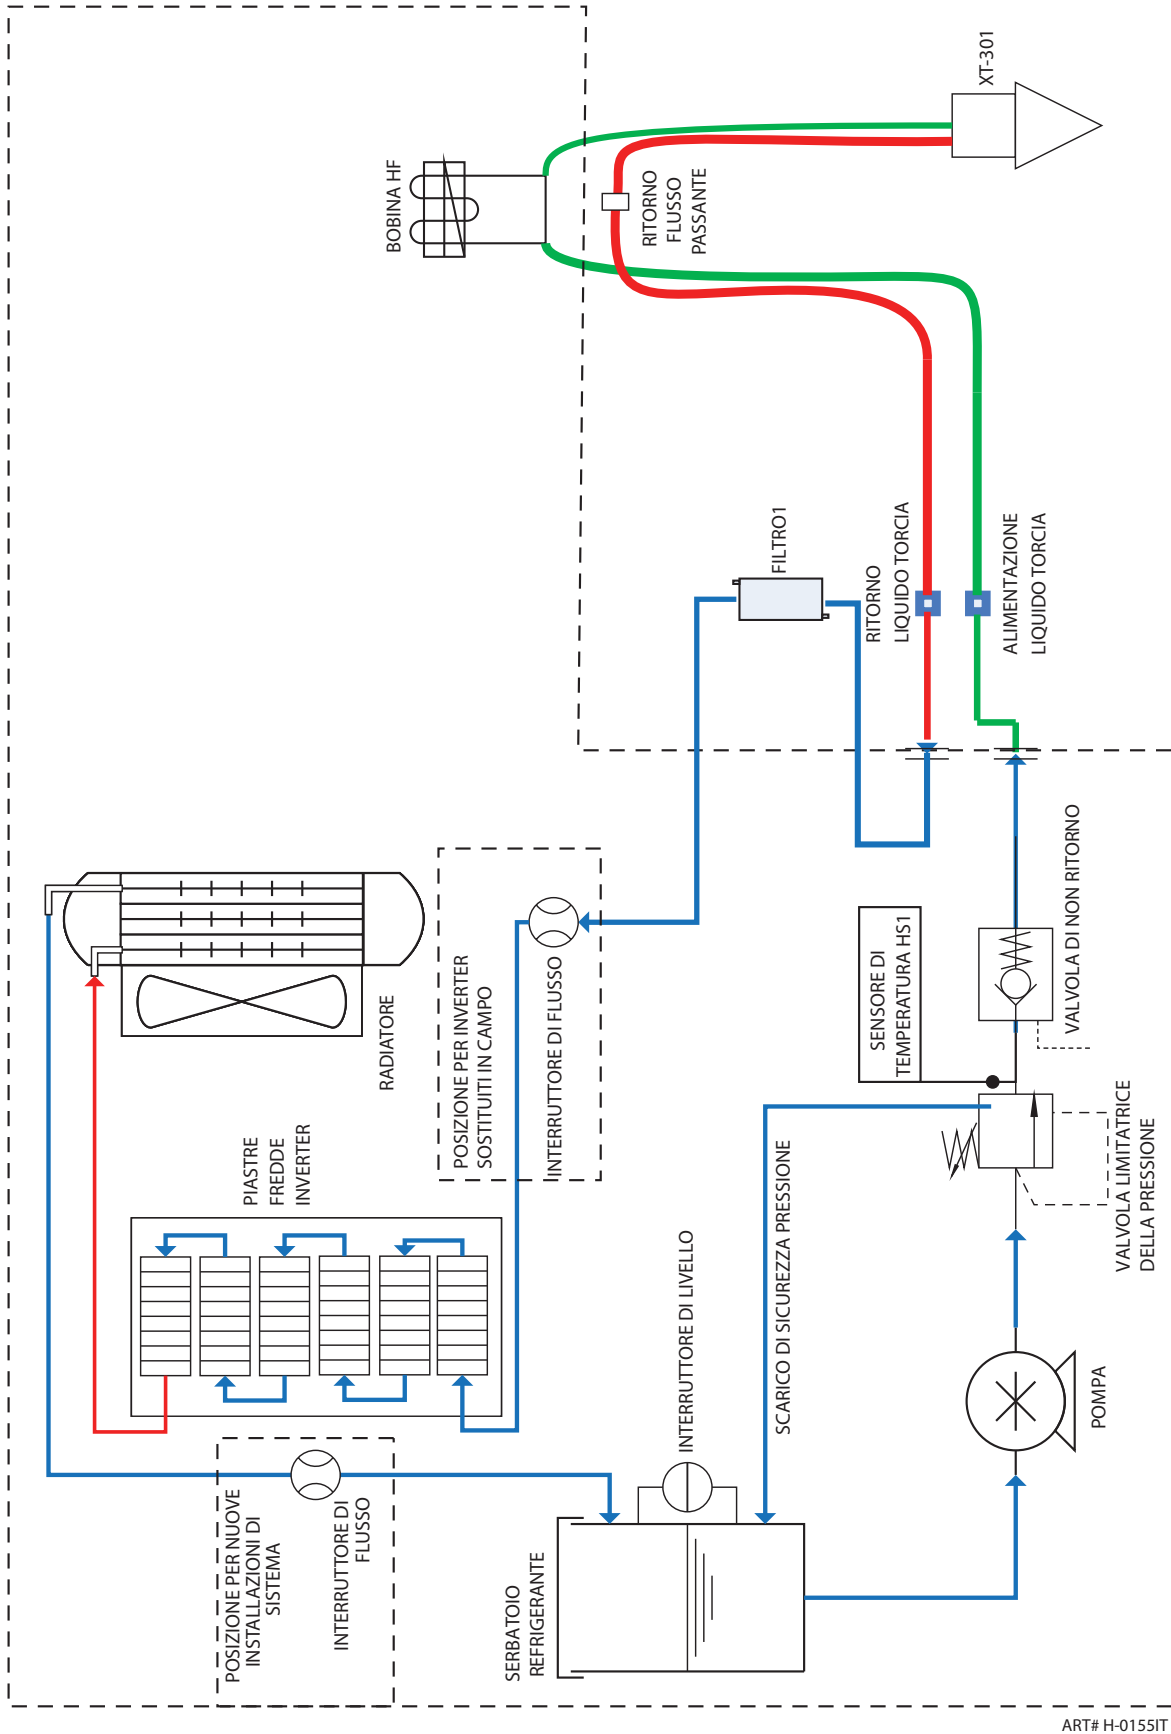 XT-301
BOBINA HF
RITORNO
FLUSSO
PASSANTE
FILTRO1
RITORNO
LIQUIDO TORCIA
ALIMENTAZIONE
LIQUIDO TORCIA
RADIATORE
POSIZIONE PER INVERTER
SOSTITUITI IN CAMPO
INTERRUTTORE DI FLUSSO
SENSORE DI
TEMPERATURA HS1
VALVOLA DI NON RITORNO
PIASTRE
FREDDE
INVERTER
INTERRUTTORE DI LIVELLO
SCARICO DI SICUREZZA PRESSIONE
VALVOLA LIMITATRICE
DELLA PRESSIONE
POMPA
POSIZIONE PER NUOVE
INSTALLAZIONI DI
SISTEMA
INTERRUTTORE DI
FLUSSO
SERBATOIO
REFRIGERANTE
ART# H-0155IT